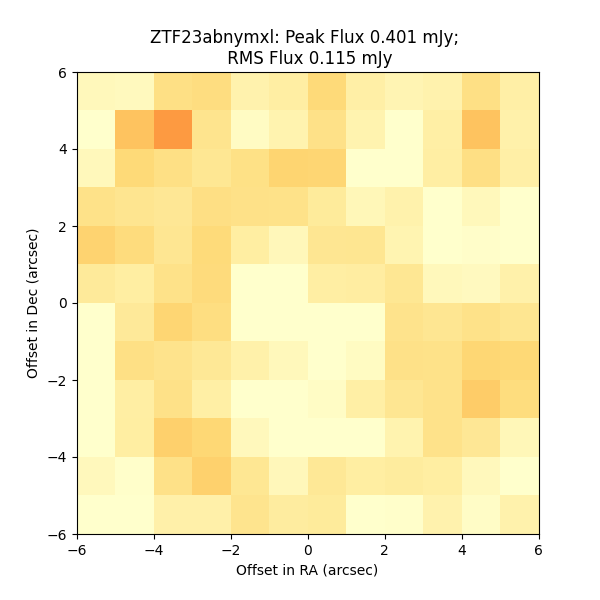 ZTF23abnymxl: Peak Flux 0.401 mJy;
RMS Flux 0.115 mJy
6
4
2
0
−2
−4
−6
Offset in Dec (arcsec)
−6 −4 −2 0 2 4 6
Offset in RA (arcsec)